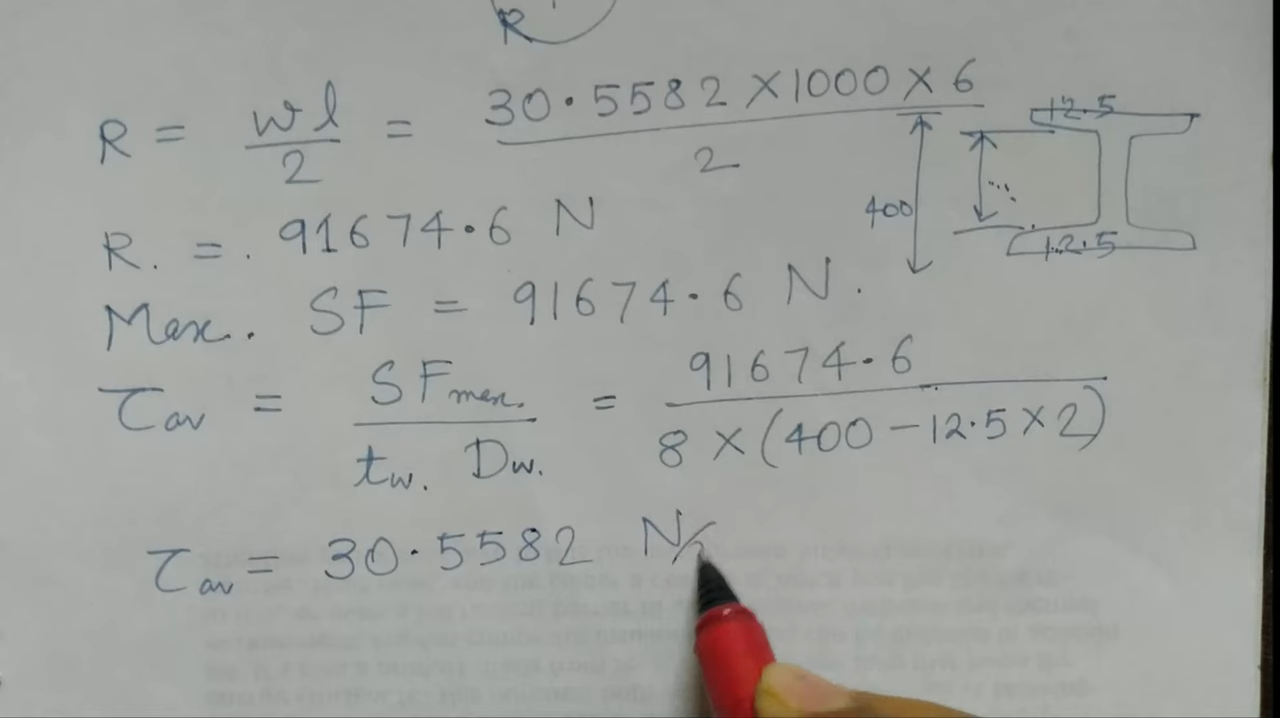 R
R = wl/2 = 30.5582 × 1000 × 6 / 2
R. = . 91674.6 N
Max. SF = 91674.6 N.
τav = SFmax. / tw. Dw. = 91674.6 / 8 × (400 – 12.5 × 2)
τav = 30.5582 N/
12.5
400
12.5